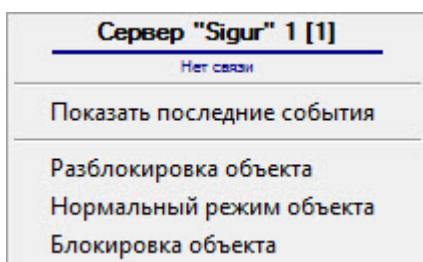 Сервер "Sigur" 1 [1]
Нет связи
Показать последние события
Разблокировка объекта
Нормальный режим объекта
Блокировка объекта